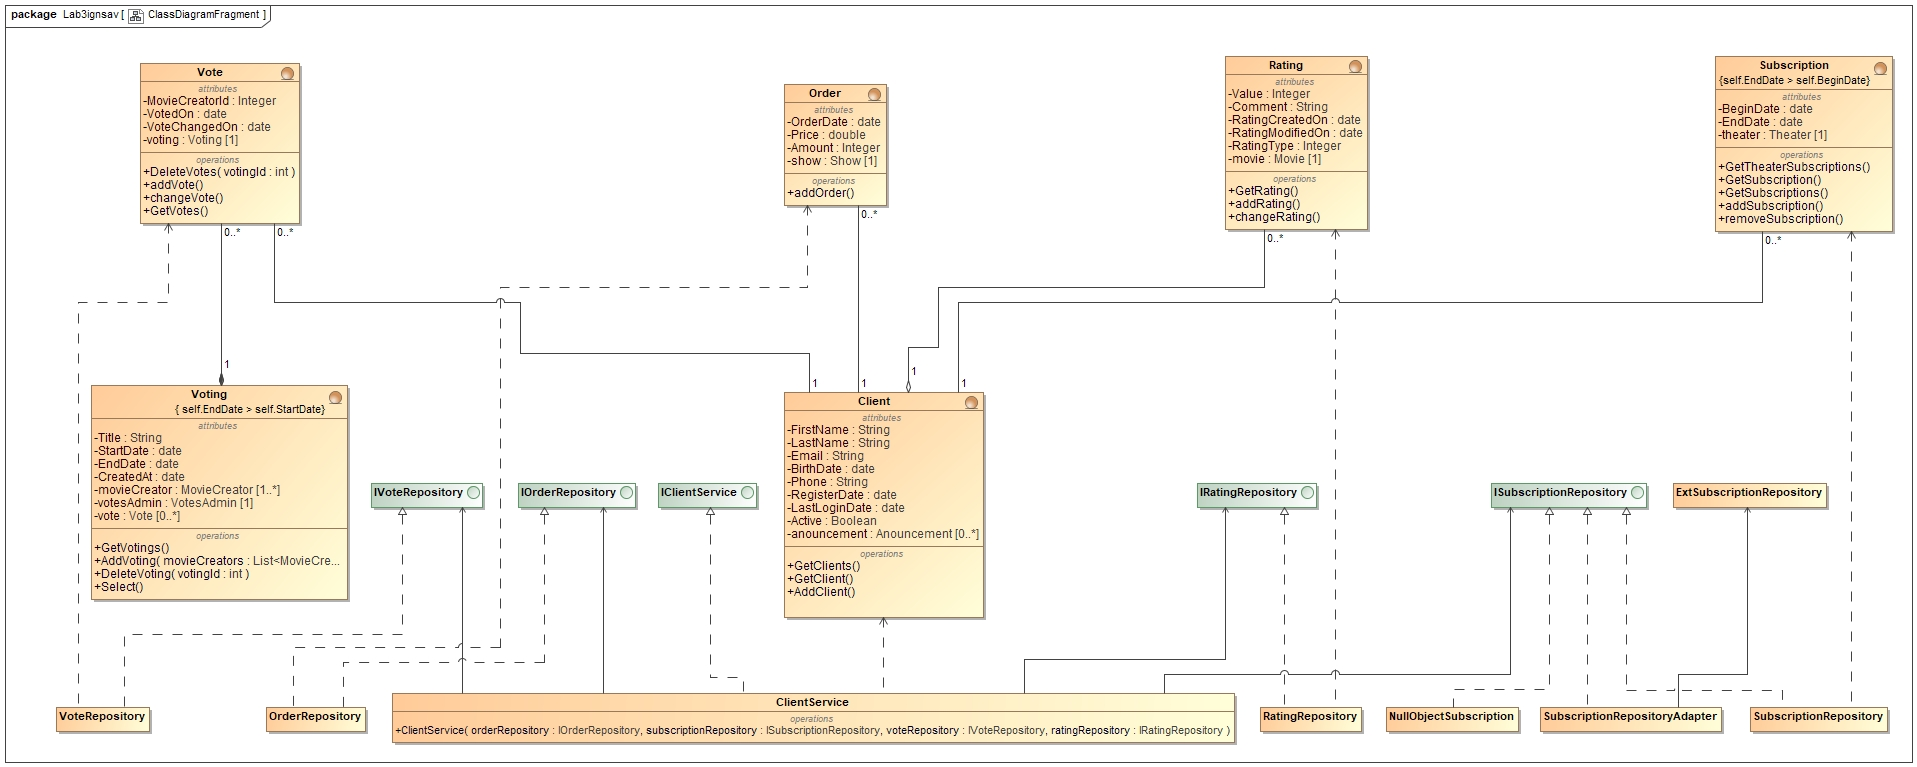 package Lab3ignsav [ ClassDiagramFragment ]
Vote
attributes
-MovieCreatorId : Integer
-VotedOn : date
-VoteChangedOn : date
-voting : Voting [1]
operations
+DeleteVotes( votingId : int )
+addVote()
+changeVote()
+GetVotes()
0..*
0..*
Order
attributes
-OrderDate : date
-Price : double
-Amount : Integer
-show : Show [1]
operations
+addOrder()
0..*
Rating
attributes
-Value : Integer
-Comment : String
-RatingCreatedOn : date
-RatingModifiedOn : date
-RatingType : Integer
-movie : Movie [1]
operations
+GetRating()
+addRating()
+changeRating()
0..*
Subscription
{self.EndDate > self.BeginDate}
attributes
-BeginDate : date
-EndDate : date
-theater : Theater [1]
operations
+GetTheaterSubscriptions()
+GetSubscription()
+GetSubscriptions()
+addSubscription()
+removeSubscription()
0..*
1
Voting
{ self.EndDate > self.StartDate}
attributes
-Title : String
-StartDate : date
-EndDate : date
-CreatedAt : date
-movieCreator : MovieCreator [1..*]
-votesAdmin : VotesAdmin [1]
-vote : Vote [0..*]
operations
+GetVotings()
+AddVoting( movieCreators : List<MovieCre...
+DeleteVoting( votingId : int )
+Select()
1
1
1
1
Client
attributes
-FirstName : String
-LastName : String
-Email : String
-BirthDate : date
-Phone : String
-RegisterDate : date
-LastLoginDate : date
-Active : Boolean
-anouncement : Anouncement [0..*]
operations
+GetClients()
+GetClient()
+AddClient()
IVoteRepository
IOrderRepository
IClientService
IRatingRepository
ISubscriptionRepository
ExtSubscriptionRepository
VoteRepository
OrderRepository
ClientService
operations
+ClientService( orderRepository : IOrderRepository, subscriptionRepository : ISubscriptionRepository, voteRepository : IVoteRepository, ratingRepository : IRatingRepository )
RatingRepository
NullObjectSubscription
SubscriptionRepositoryAdapter
SubscriptionRepository